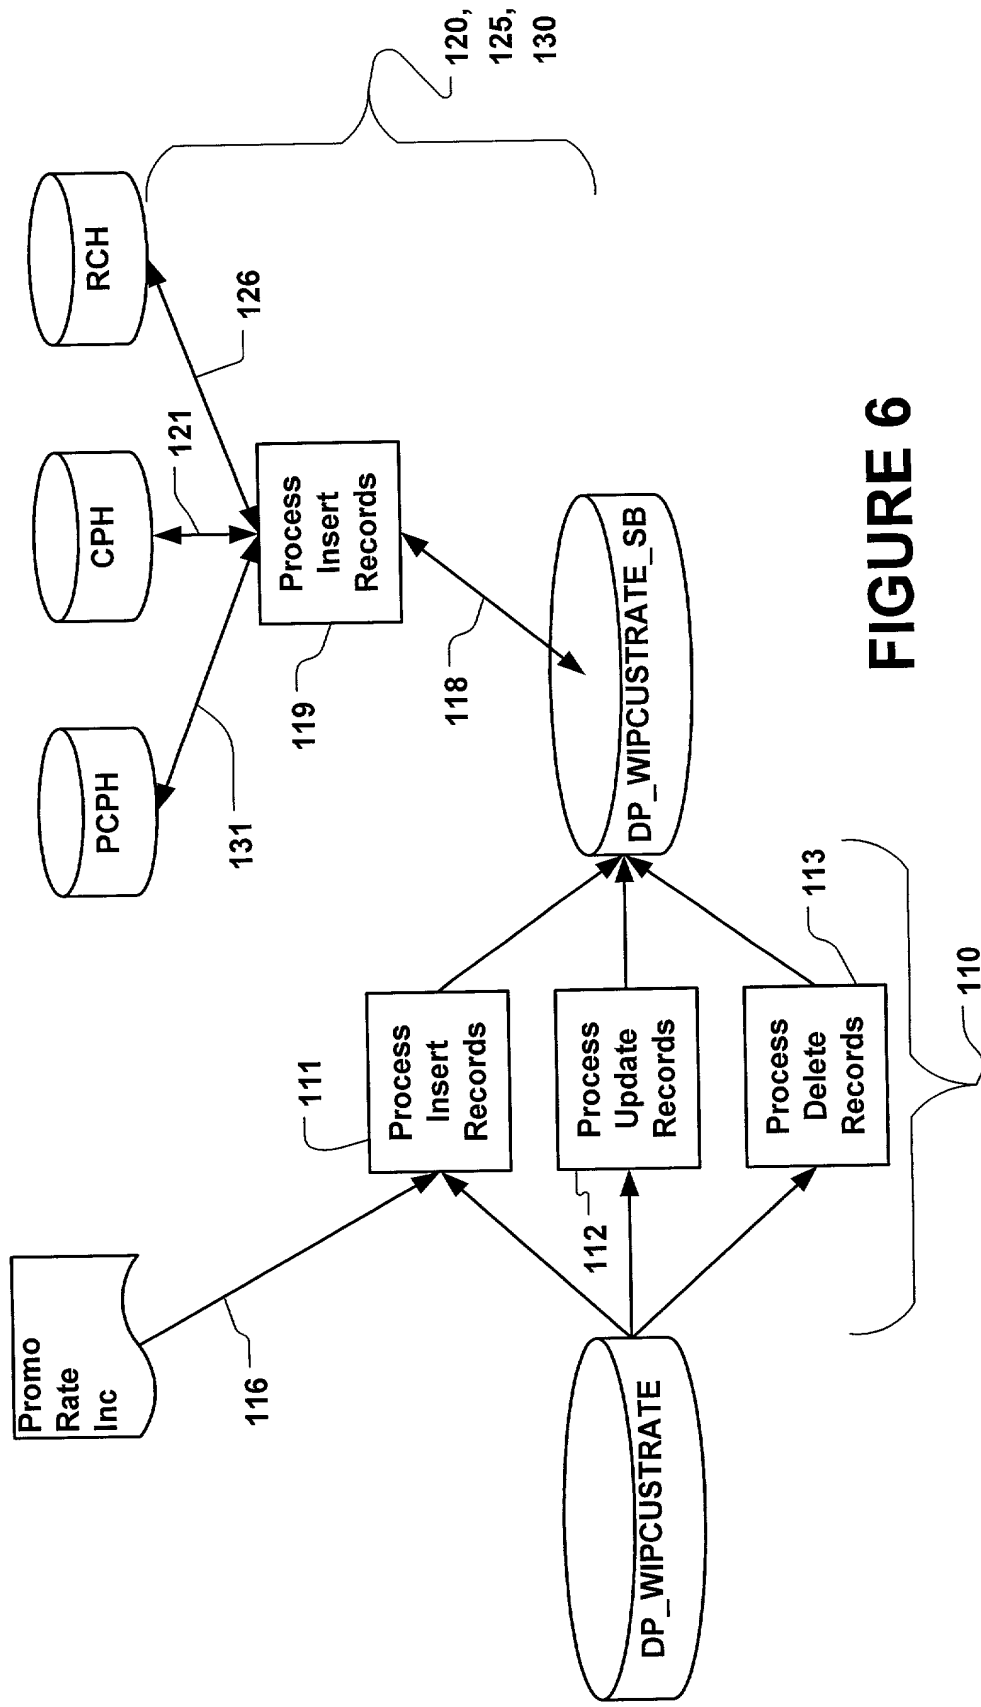 Promo
Rate
Inc
116
111
Process
Insert
Records
112
Process
Update
Records
Process
Delete
Records
113
110
DP_WIPCUSTRATE
DP_WIPCUSTRATE_SB
118
119
Process
Insert
Records
PCPH
131
CPH
121
RCH
126
120,
125,
130
FIGURE 6